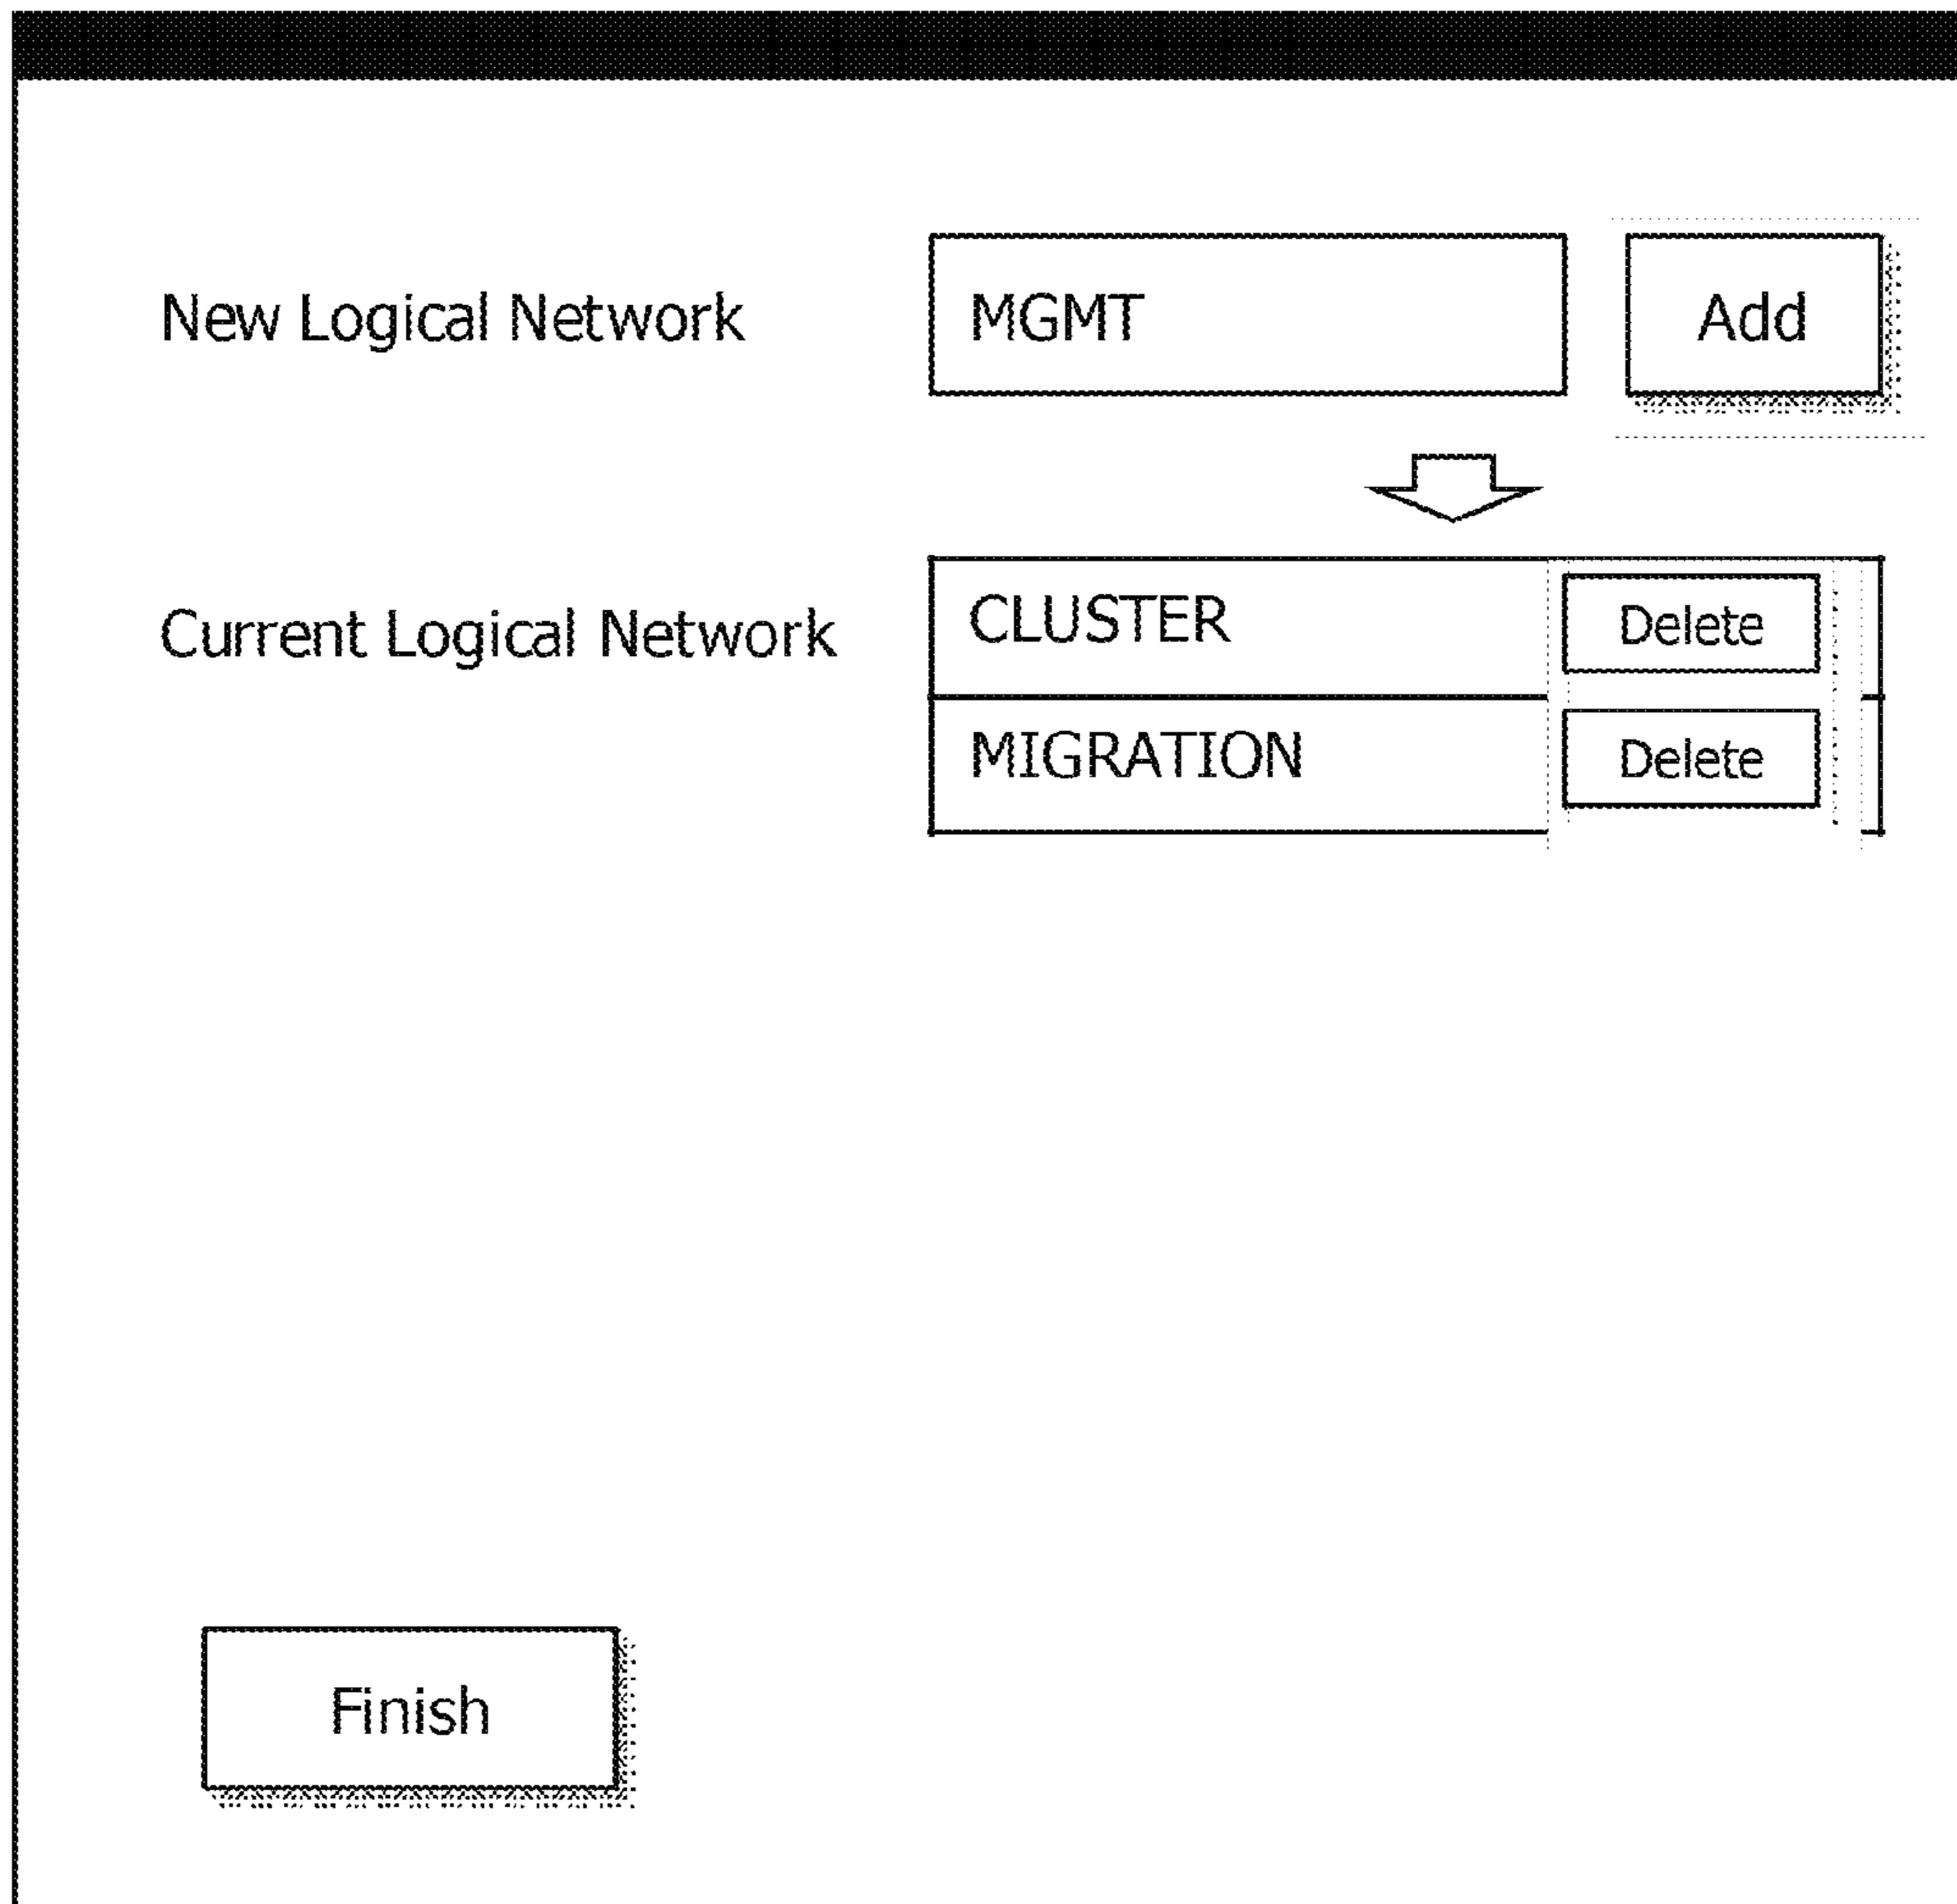 New Logical Network MGMT Add
Current Logical Network CLUSTER Delete
MIGRATION Delete
Finish